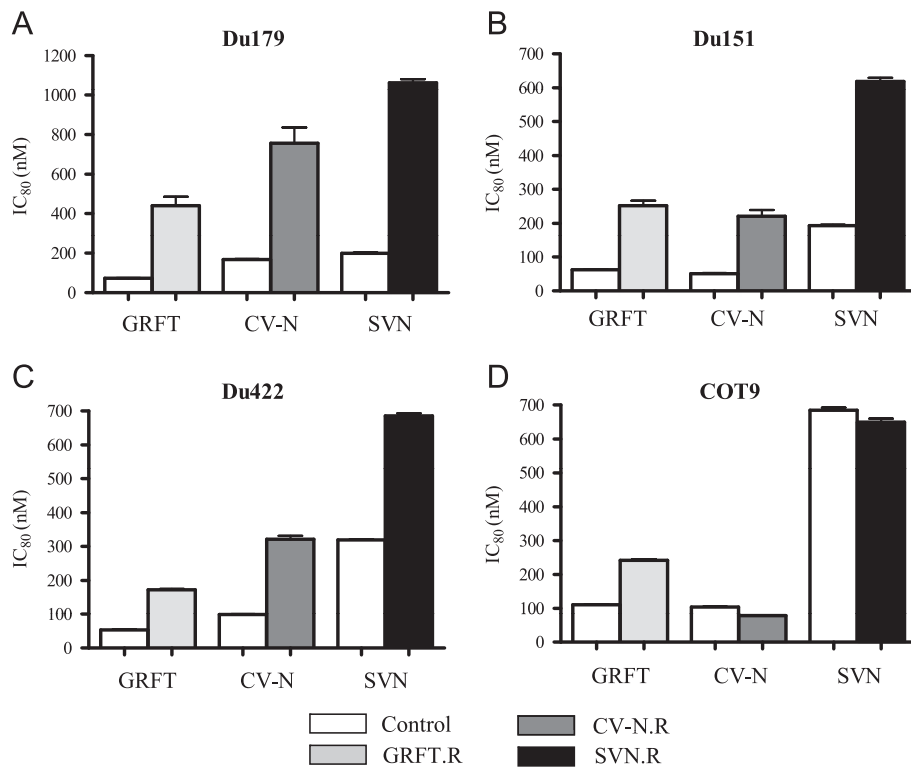 A
Du179
IC80 (nM)
1200
1000
800
600
400
200
0
GRFT CV-N SVN
B
Du151
IC80 (nM)
700
600
500
400
300
200
100
0
GRFT CV-N SVN
C
Du422
IC80 (nM)
700
600
500
400
300
200
100
0
GRFT CV-N SVN
D
COT9
IC80 (nM)
700
600
500
400
300
200
100
0
GRFT CV-N SVN
Control
GRFT.R
CV-N.R
SVN.R